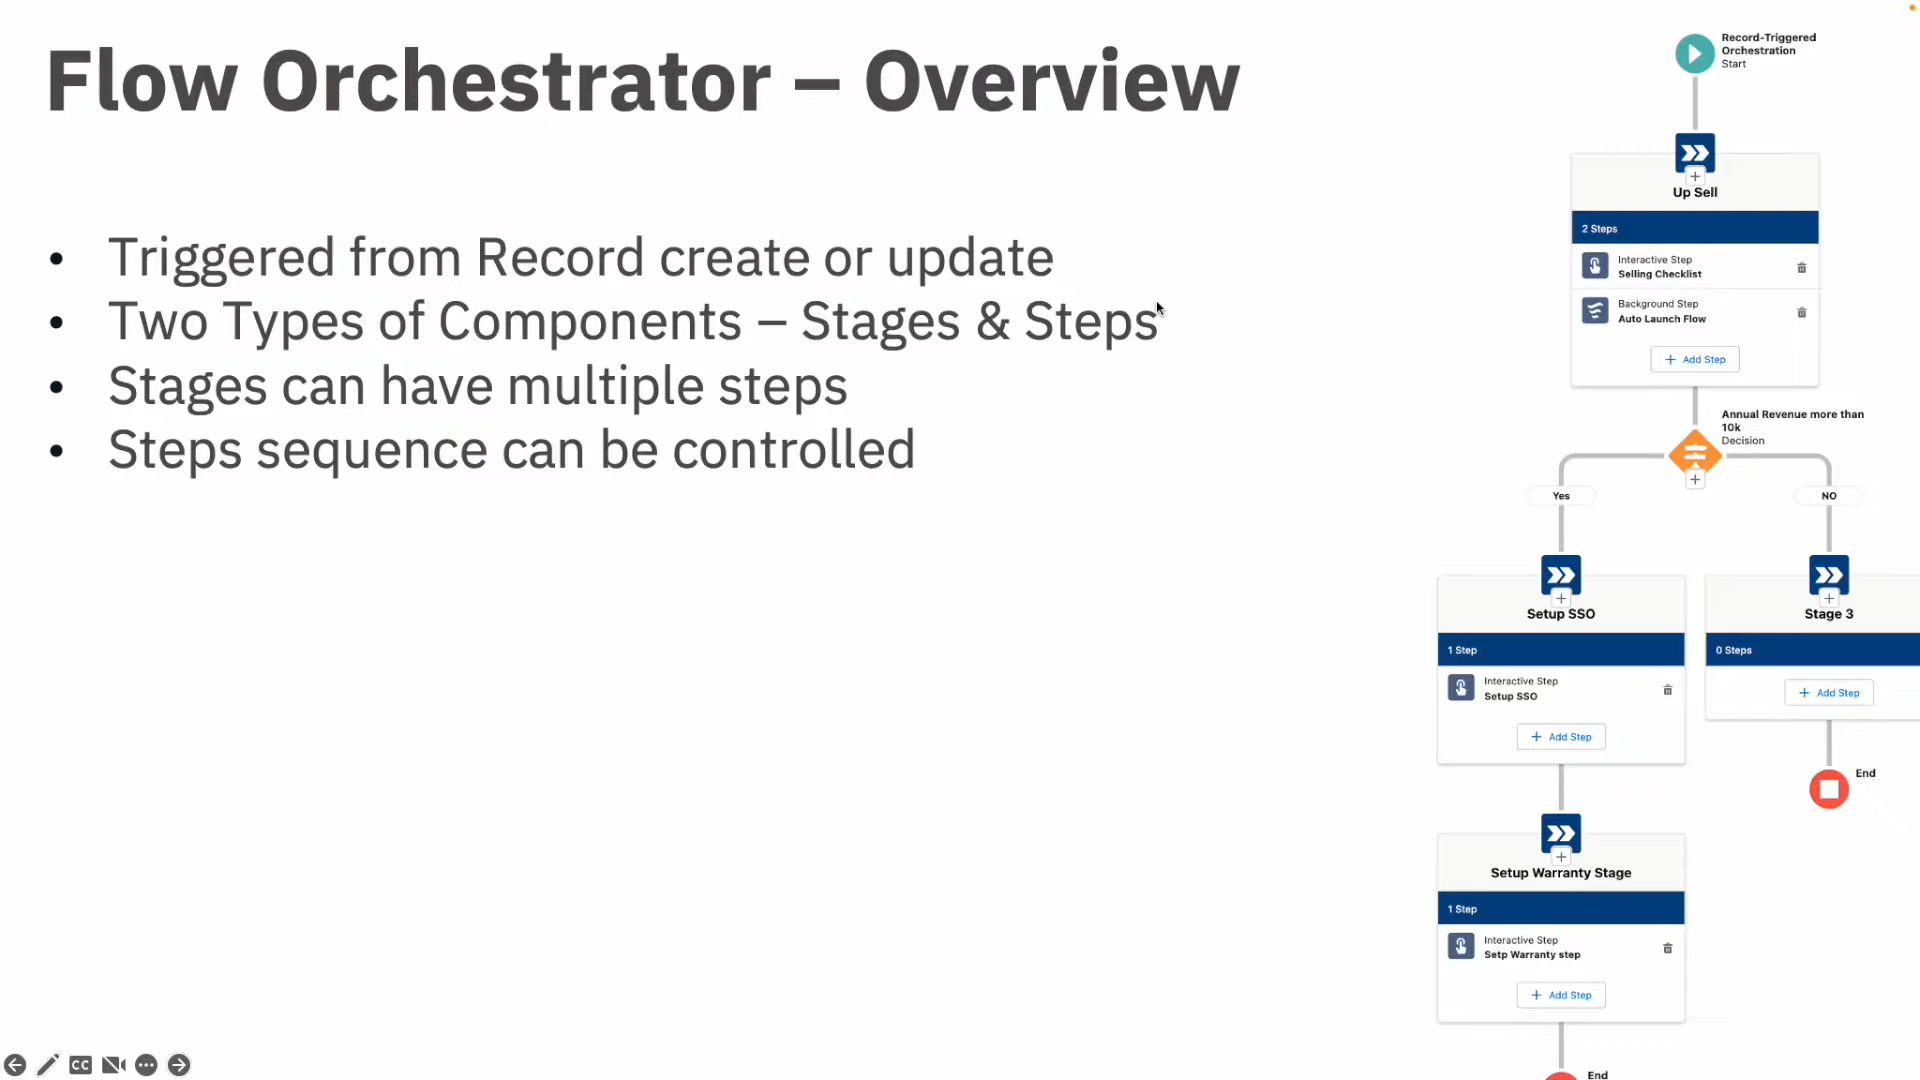 Flow Orchestrator – Overview
• Triggered from Record create or update
• Two Types of Components – Stages & Steps
• Stages can have multiple steps
• Steps sequence can be controlled
Record-Triggered
Orchestration
Start
Up Sell
2 Steps
Interactive Step
Selling Checklist
Background Step
Auto Launch Flow
+ Add Step
Annual Revenue more than
10k
Decision
Yes
NO
Setup SSO
1 Step
Interactive Step
Setup SSO
+ Add Step
Stage 3
0 Steps
+ Add Step
End
Setup Warranty Stage
1 Step
Interactive Step
Setp Warranty step
+ Add Step
End
CC